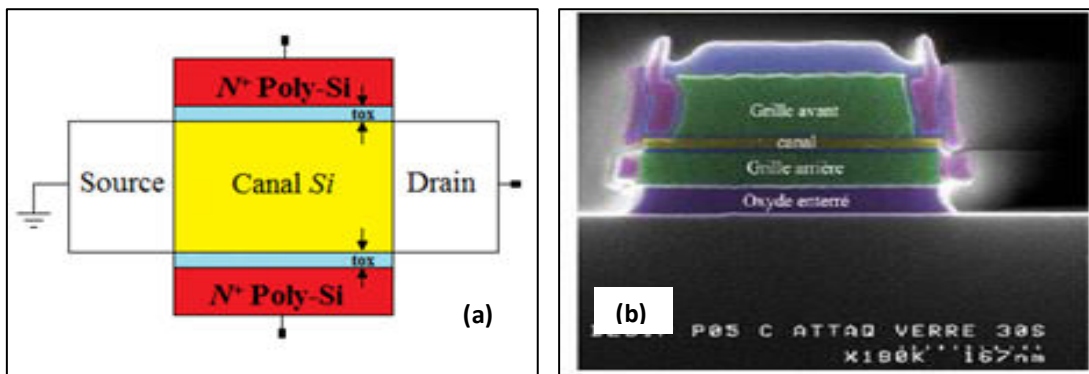 N+ Poly-Si
tox
Source
Canal Si
Drain
tox
N+ Poly-Si
(a)
Grille avant
canal
Grille arrière
Oxyde enterré
(b)
P05 C ATTAQ VERRE 30S
X180K 167nm